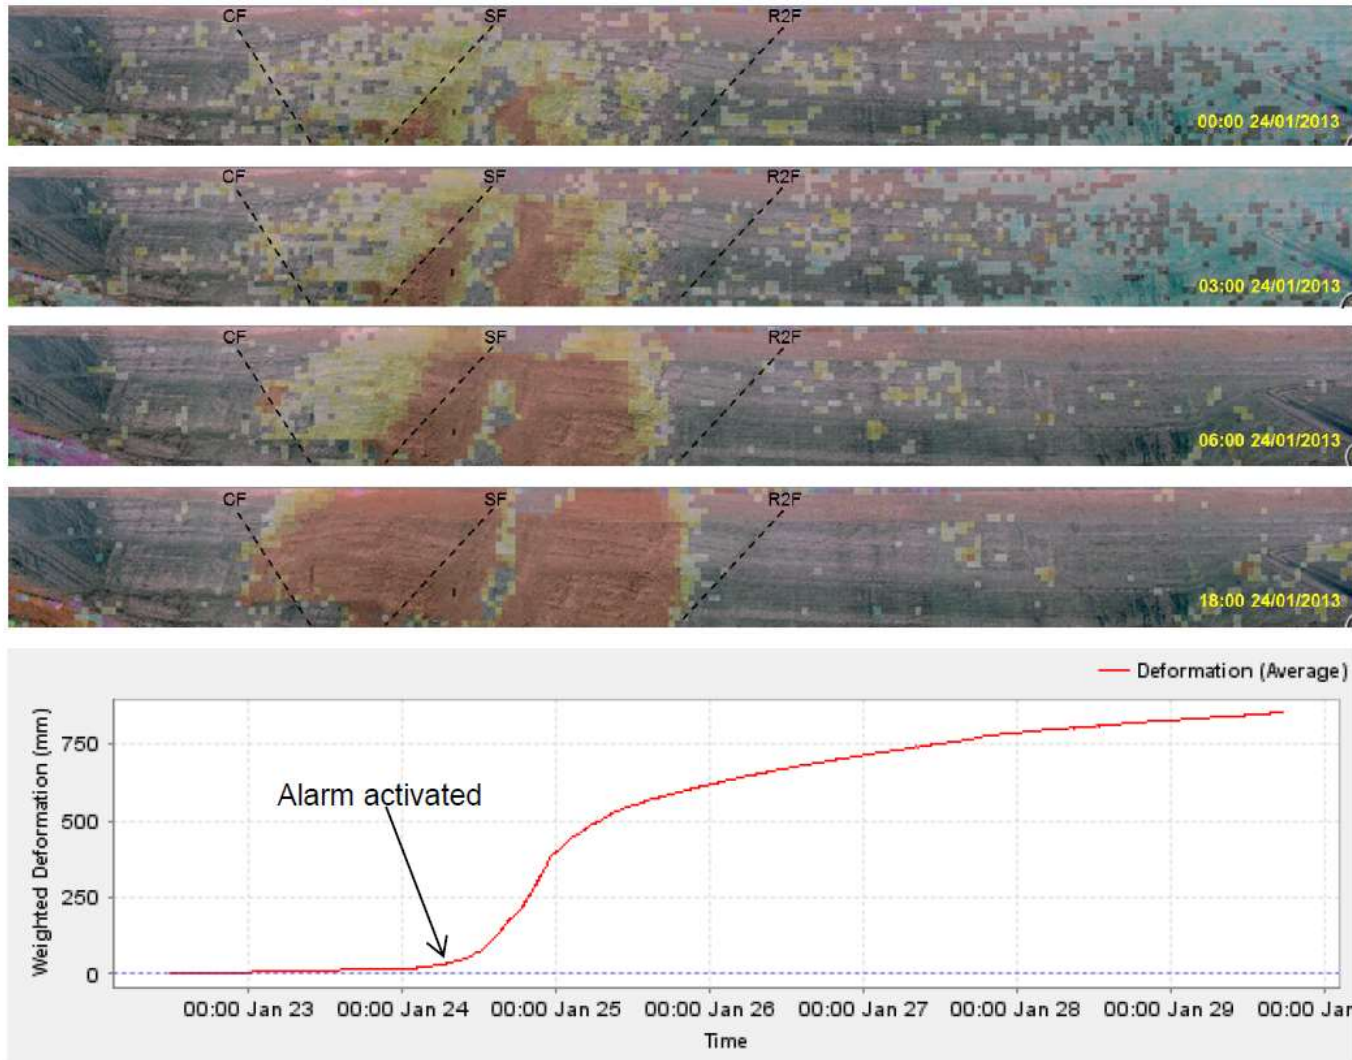 CF SF R2F
00:00 24/01/2013
CF SF R2F
03:00 24/01/2013
CF SF R2F
06:00 24/01/2013
CF SF R2F
18:00 24/01/2013
Deformation (Average)
Weighted Deformation (mm)
750
500
250
0
Alarm activated
00:00 Jan 23 00:00 Jan 24 00:00 Jan 25 00:00 Jan 26 00:00 Jan 27 00:00 Jan 28 00:00 Jan 29 00:00 Jan
Time